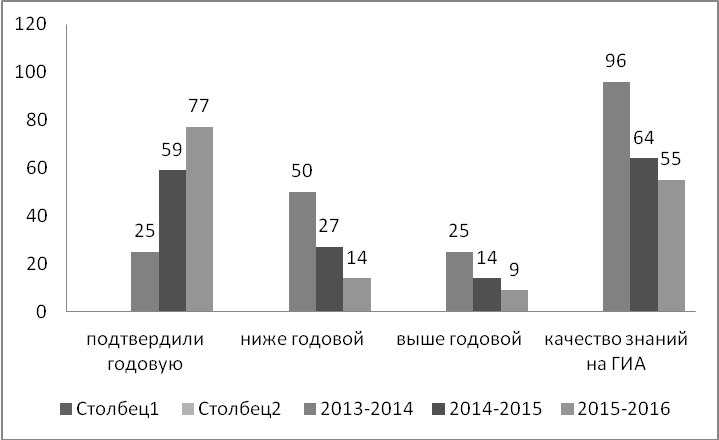 120
100
80
60
40
20
0
25 59 77
50 27 14
25 14 9
96 64 55
подтвердили годовую
ниже годовой
выше годовой
качество знаний на ГИА
Столбец1 Столбец2 2013-2014 2014-2015 2015-2016